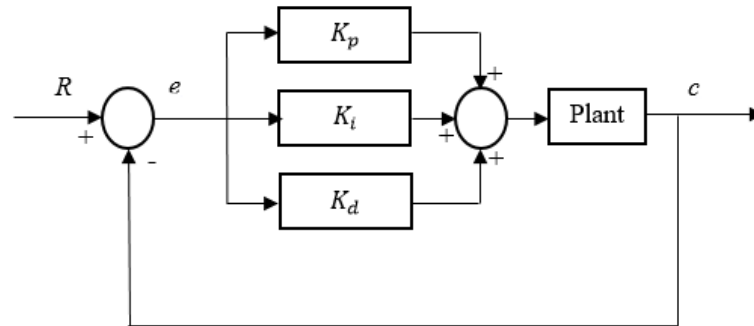 K_p
R
e
+
+
K_i
+
Plant
c
-
+
K_d